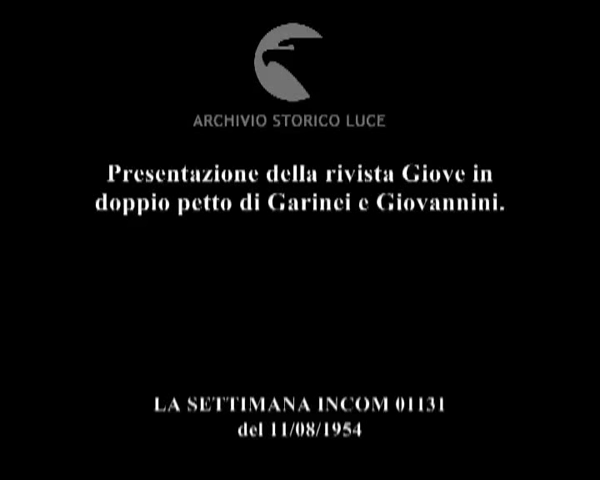 ARCHIVIO STORICO LUCE
Presentazione della rivista Giove in
doppio petto di Garinei e Giovannini.
LA SETTIMANA INCOM 01131
del 11/08/1954